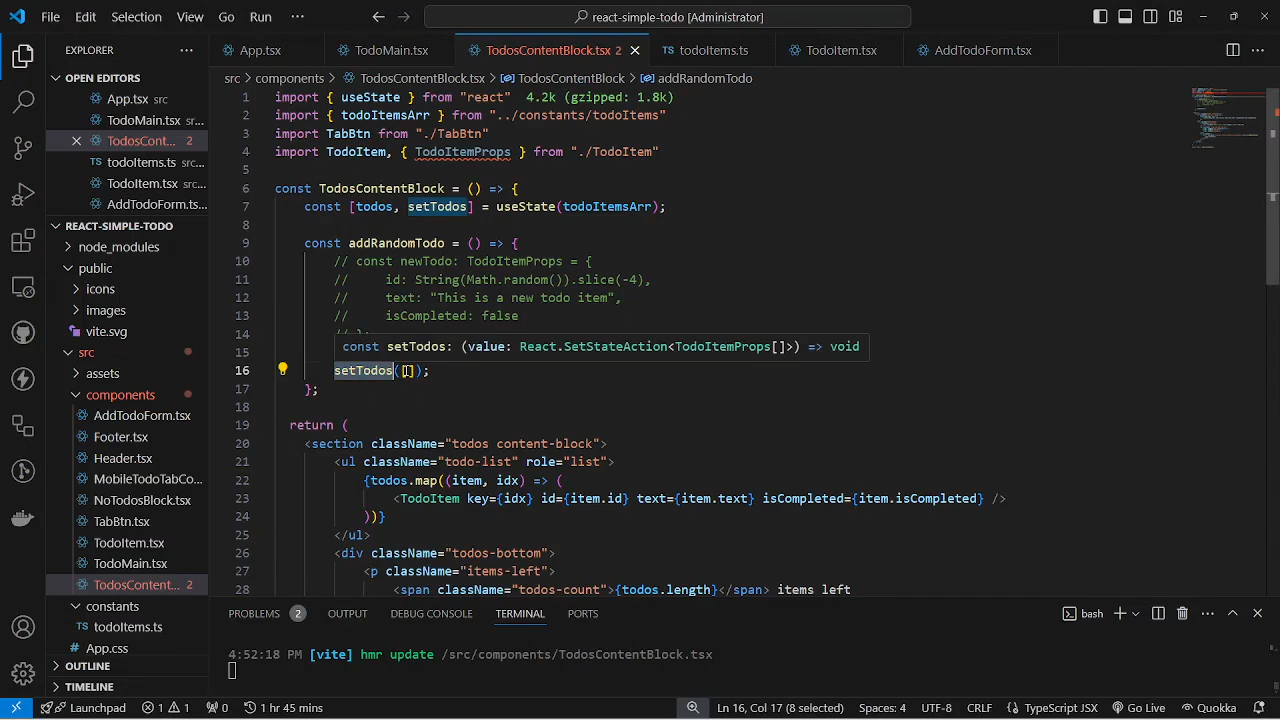 File Edit Selection View Go Run ··· react-simple-todo [Administrator]
EXPLORER ···
OPEN EDITORS
App.tsx src
TodoMain.tsx sr...
TodosCont... 2
todoItems.ts sr...
TodoItem.tsx sr...
AddTodoForm.ts...
REACT-SIMPLE-TODO
node_modules
public
icons
images
vite.svg
src
assets
components
AddTodoForm.tsx
Footer.tsx
Header.tsx
MobileTodoTabCo...
NoTodosBlock.tsx
TabBtn.tsx
TodoItem.tsx
TodoMain.tsx
TodosContent... 2
constants
todoItems.ts
App.css
OUTLINE
TIMELINE
App.tsx TodoMain.tsx TodosContentBlock.tsx 2 todoItems.ts TodoItem.tsx AddTodoForm.tsx ···
src > components > TodosContentBlock.tsx > TodosContentBlock > addRandomTodo
1 import { useState } from "react" 4.2k (gzipped: 1.8k)
2 import { todoItemsArr } from "../constants/todoItems"
3 import TabBtn from "./TabBtn"
4 import TodoItem, { TodoItemProps } from "./TodoItem"
5
6 const TodosContentBlock = () => {
7 const [todos, setTodos] = useState(todoItemsArr);
8
9 const addRandomTodo = () => {
10 // const newTodo: TodoItemProps = {
11 // id: String(Math.random()).slice(-4),
12 // text: "This is a new todo item",
13 // isCompleted: false
14 // };
15 const setTodos: (value: React.SetStateAction<TodoItemProps[]>) => void
16 setTodos([]);
17 };
18
19 return (
20 <section className="todos content-block">
21 <ul className="todo-list" role="list">
22 {todos.map((item, idx) => (
23 <TodoItem key={idx} id={item.id} text={item.text} isCompleted={item.isCompleted} />
24 ))}
25 </ul>
26 <div className="todos-bottom">
27 <p className="items-left">
28 <span className="todos-count">{todos.length}</span> items left
PROBLEMS 2 OUTPUT DEBUG CONSOLE TERMINAL PORTS bash ···
4:52:18 PM [vite] hmr update /src/components/TodosContentBlock.tsx
Launchpad 1 1 0 1 hr 45 mins Ln 16, Col 17 (8 selected) Spaces: 4 UTF-8 CRLF TypeScript JSX Go Live Quokka